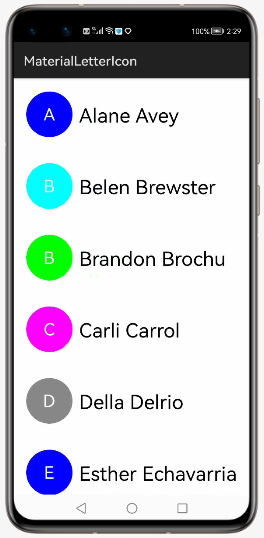 100% 2:29
MaterialLetterIcon
A Alane Avey
B Belen Brewster
B Brandon Brochu
C Carli Carrol
D Della Delrio
E Esther Echavarria